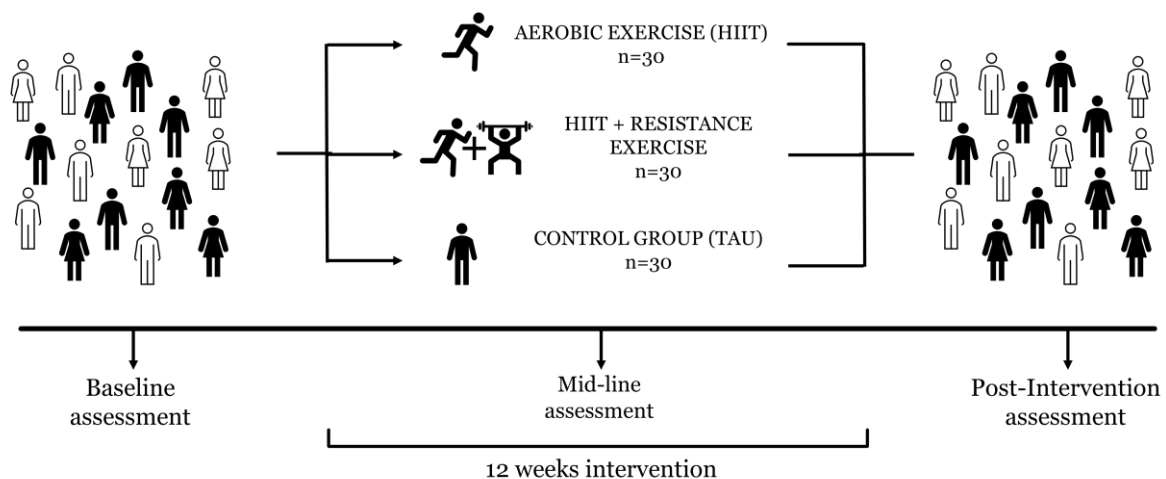 AEROBIC EXERCISE (HIIT)
n=30
HIIT + RESISTANCE
EXERCISE
n=30
CONTROL GROUP (TAU)
n=30
Baseline
assessment
Mid-line
assessment
Post-Intervention
assessment
12 weeks intervention